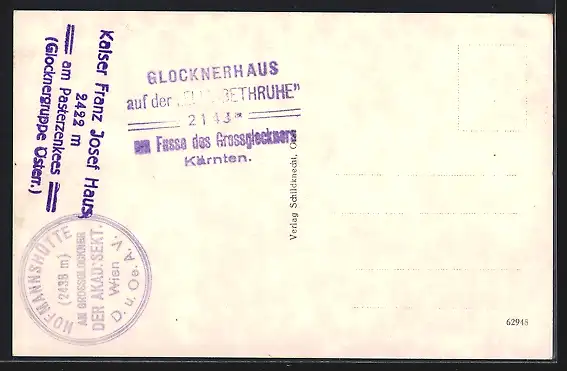 Kaiser Franz Josef Haus
2422 m
am Pasterzenkees
(Glocknergruppe Österr.)
GLOCKNERHAUS
auf der „ELISABETHRUHE"
2143 m
am Fusse des Grossglockners
Kärnten.
HOFMANNSHÜTTE
(2438 m)
AM GROSSGLOCKNER
DER AKAD. SEKT.
Wien
D. u. Oe. A. V.
Verlag Schildknecht,
62948